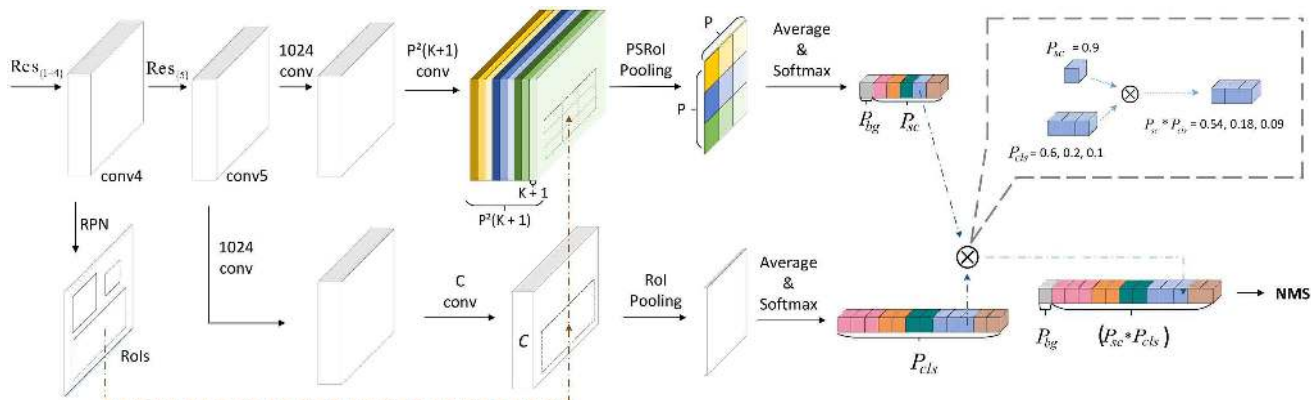 Res(1-4)
conv4
Res(5)
conv5
1024
conv
P²(K+1)
conv
K + 1
P²(K + 1)
PSRoI
Pooling
P
P
Average
&
Softmax
Pbg
Psc
Psc = 0.9
Pcls = 0.6, 0.2, 0.1
Psc * Pcls = 0.54, 0.18, 0.09
RPN
RoIs
1024
conv
C
conv
C
RoI
Pooling
Average
&
Softmax
Pcls
Pbg
(Psc*Pcls)
NMS